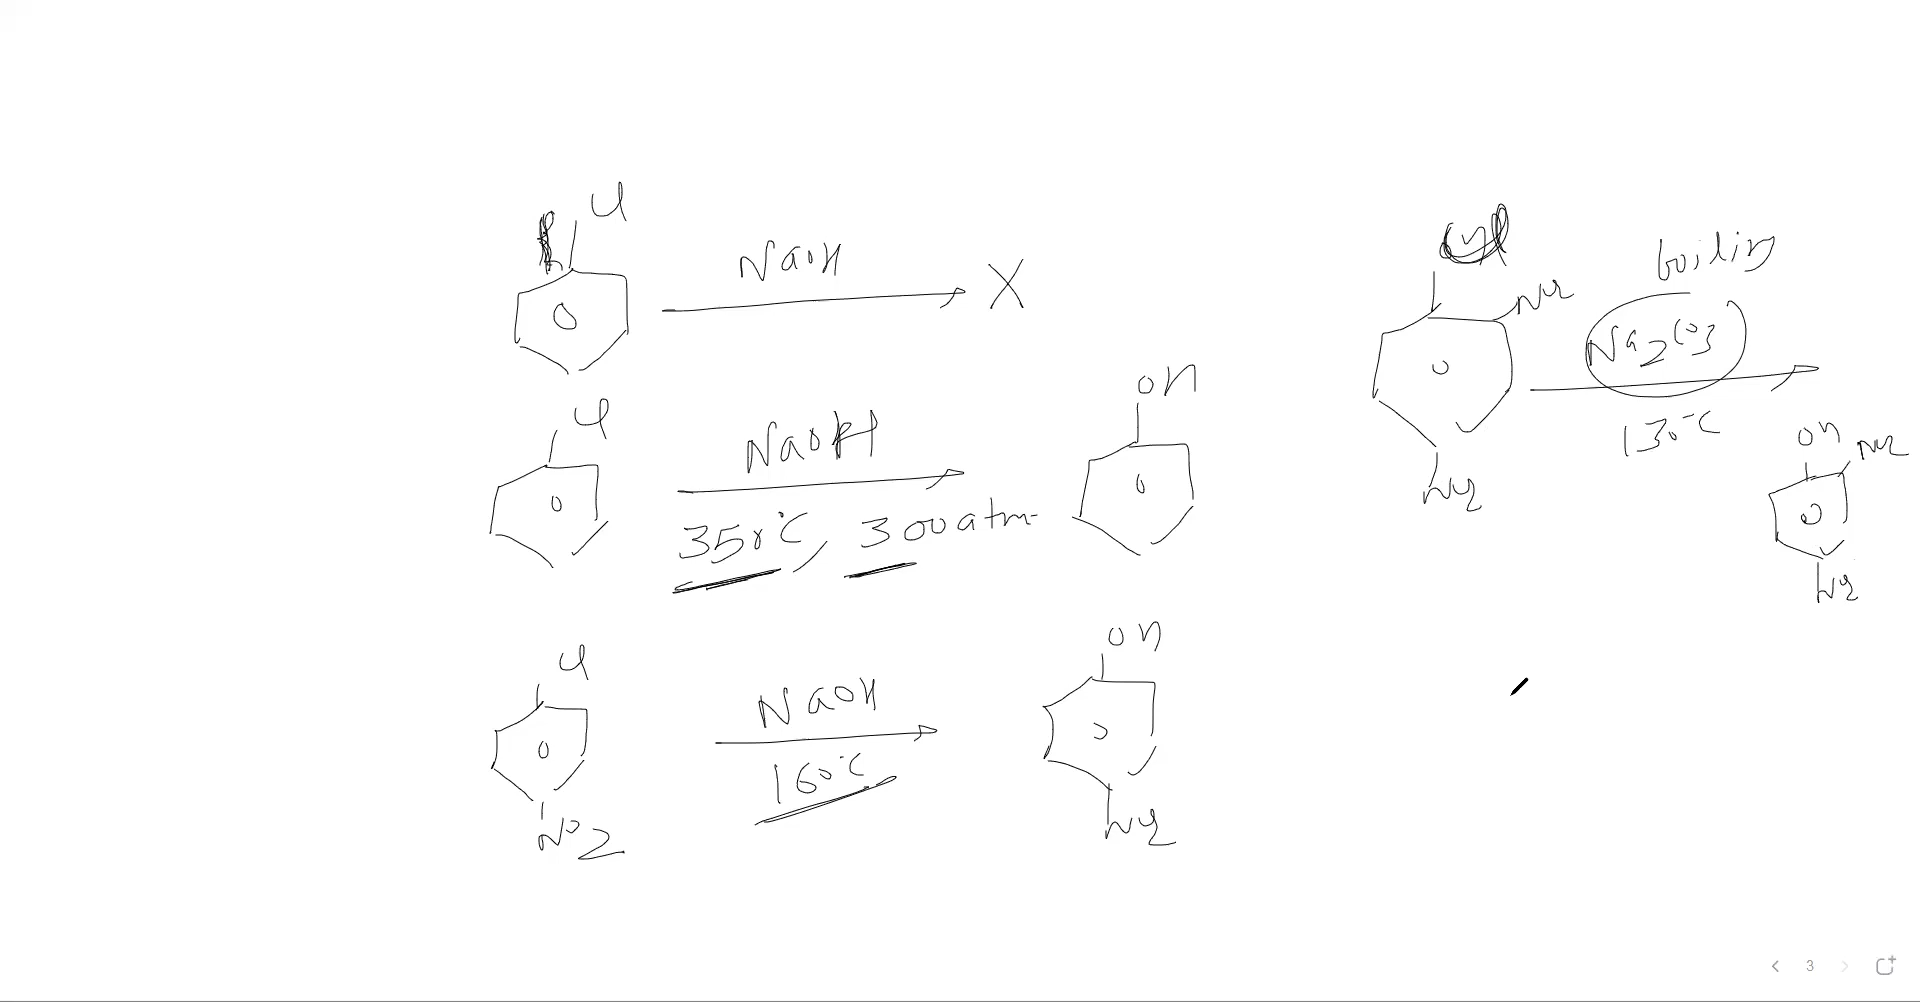 Cl
NaOH
X
Cl
NaOH
350°C, 300 atm
OH
Cl
NO2
NaOH
160°C
OH
NO2
Cl
NO2
NO2
boiling
Na2CO3
130°C
OH
NO2
NO2
3